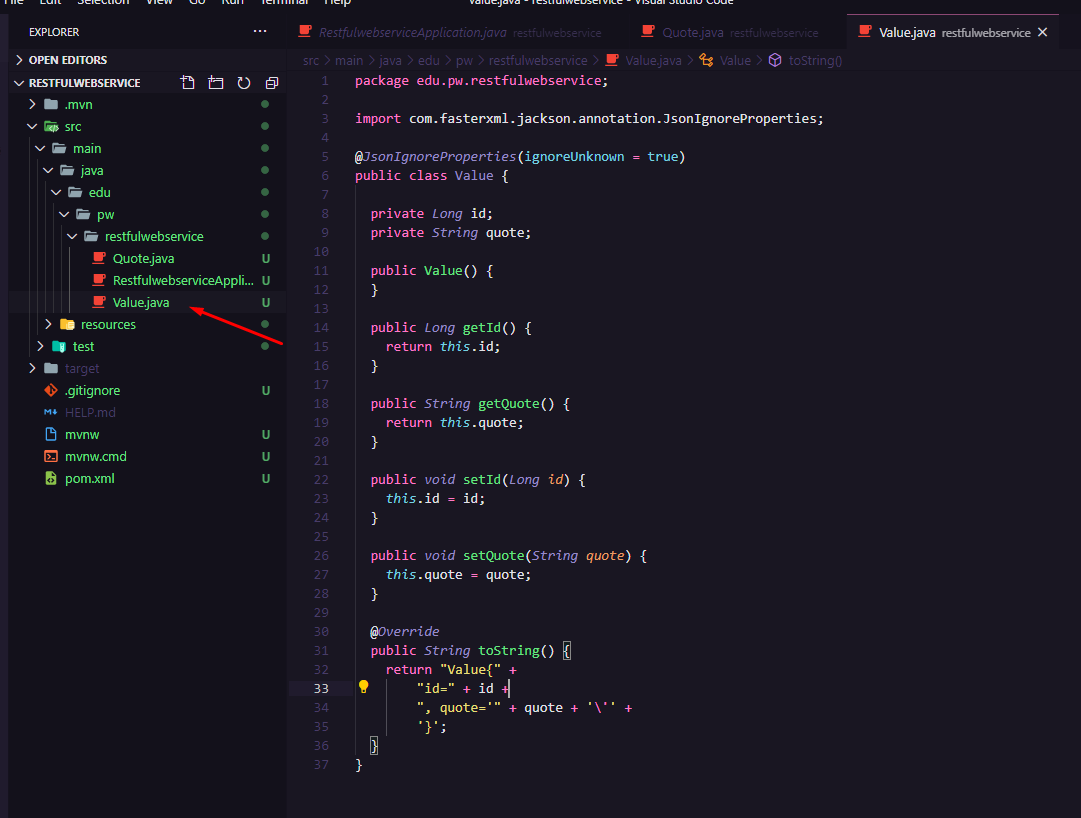 File Edit Selection View Go Run Terminal Help Value.java - restfulwebservice - Visual Studio Code
EXPLORER ···
OPEN EDITORS
RESTFULWEBSERVICE
.mvn
src
main
java
edu
pw
restfulwebservice
Quote.java U
RestfulwebserviceAppli... U
Value.java U
resources
test
target
.gitignore U
HELP.md
mvnw U
mvnw.cmd U
pom.xml U
RestfulwebserviceApplication.java restfulwebservice Quote.java restfulwebservice Value.java restfulwebservice
src > main > java > edu > pw > restfulwebservice > Value.java > Value > toString()
1 package edu.pw.restfulwebservice;
2
3 import com.fasterxml.jackson.annotation.JsonIgnoreProperties;
4
5 @JsonIgnoreProperties(ignoreUnknown = true)
6 public class Value {
7
8 private Long id;
9 private String quote;
10
11 public Value() {
12 }
13
14 public Long getId() {
15 return this.id;
16 }
17
18 public String getQuote() {
19 return this.quote;
20 }
21
22 public void setId(Long id) {
23 this.id = id;
24 }
25
26 public void setQuote(String quote) {
27 this.quote = quote;
28 }
29
30 @Override
31 public String toString() {
32 return "Value{" +
33 "id=" + id +
34 ", quote='" + quote + '\'' +
35 '}';
36 }
37 }